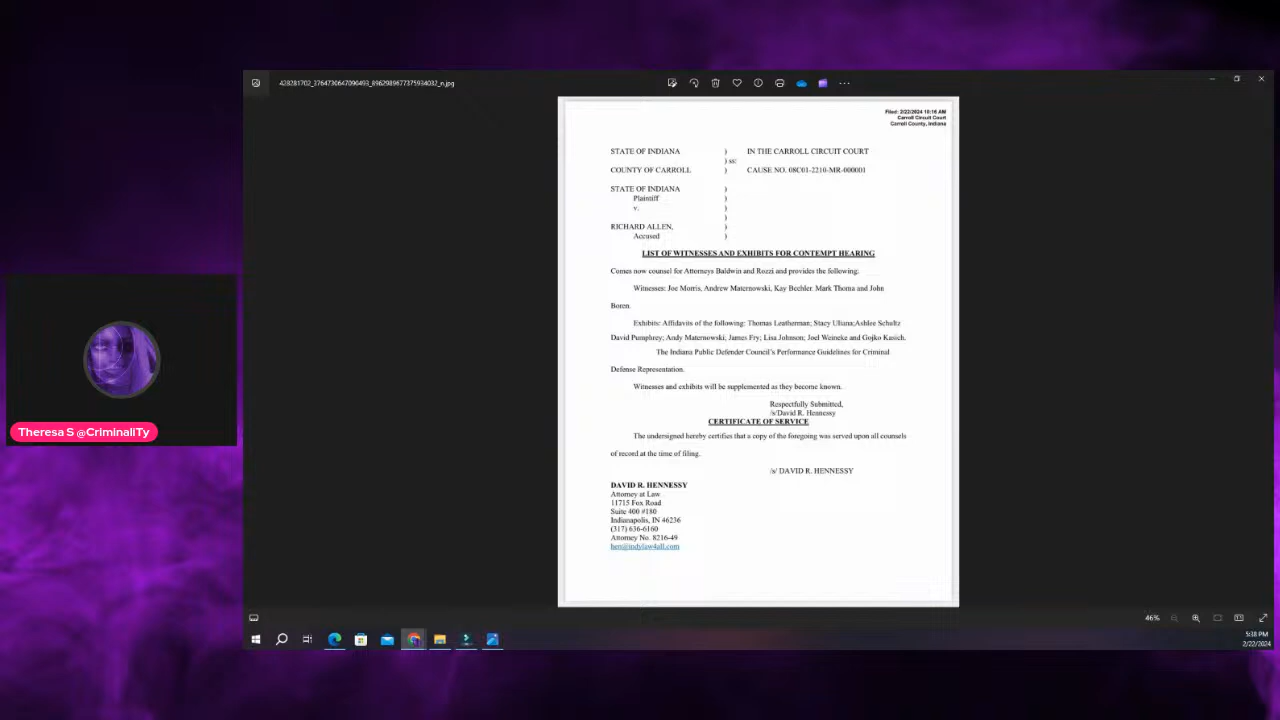 428281702_3764730647090493_8962989677375934032_n.jpg
Filed: 2/22/2024 10:16 AM
Carroll Circuit Court
Carroll County, Indiana
STATE OF INDIANA ) IN THE CARROLL CIRCUIT COURT
) ss:
COUNTY OF CARROLL ) CAUSE NO. 08C01-2210-MR-000001
STATE OF INDIANA )
Plaintiff )
v. )
)
RICHARD ALLEN, )
Accused )
LIST OF WITNESSES AND EXHIBITS FOR CONTEMPT HEARING
Comes now counsel for Attorneys Baldwin and Rozzi and provides the following:
Witnesses: Joe Morris, Andrew Maternowski, Kay Beehler Mark Thoma and John
Boren.
Exhibits: Affidavits of the following: Thomas Leatherman; Stacy Uliana;Ashlee Schultz
David Pumphrey; Andy Maternowski, James Fry; Lisa Johnson; Joel Weineke and Gojko Kasich.
The Indiana Public Defender Council's Performance Guidelines for Criminal
Defense Representation.
Witnesses and exhibits will be supplemented as they become known.
Respectfully Submitted,
/s/David R. Hennessy
CERTIFICATE OF SERVICE
The undersigned hereby certifies that a copy of the foregoing was served upon all counsels
of record at the time of filing.
/s/ DAVID R. HENNESSY
DAVID R. HENNESSY
Attorney at Law
11715 Fox Road
Suite 400 #180
Indianapolis, IN 46236
(317) 636-6160
Attorney No. 8216-49
hen@indylaw4all.com
Theresa S @CriminaliTy
46%
5:38 PM
2/22/2024